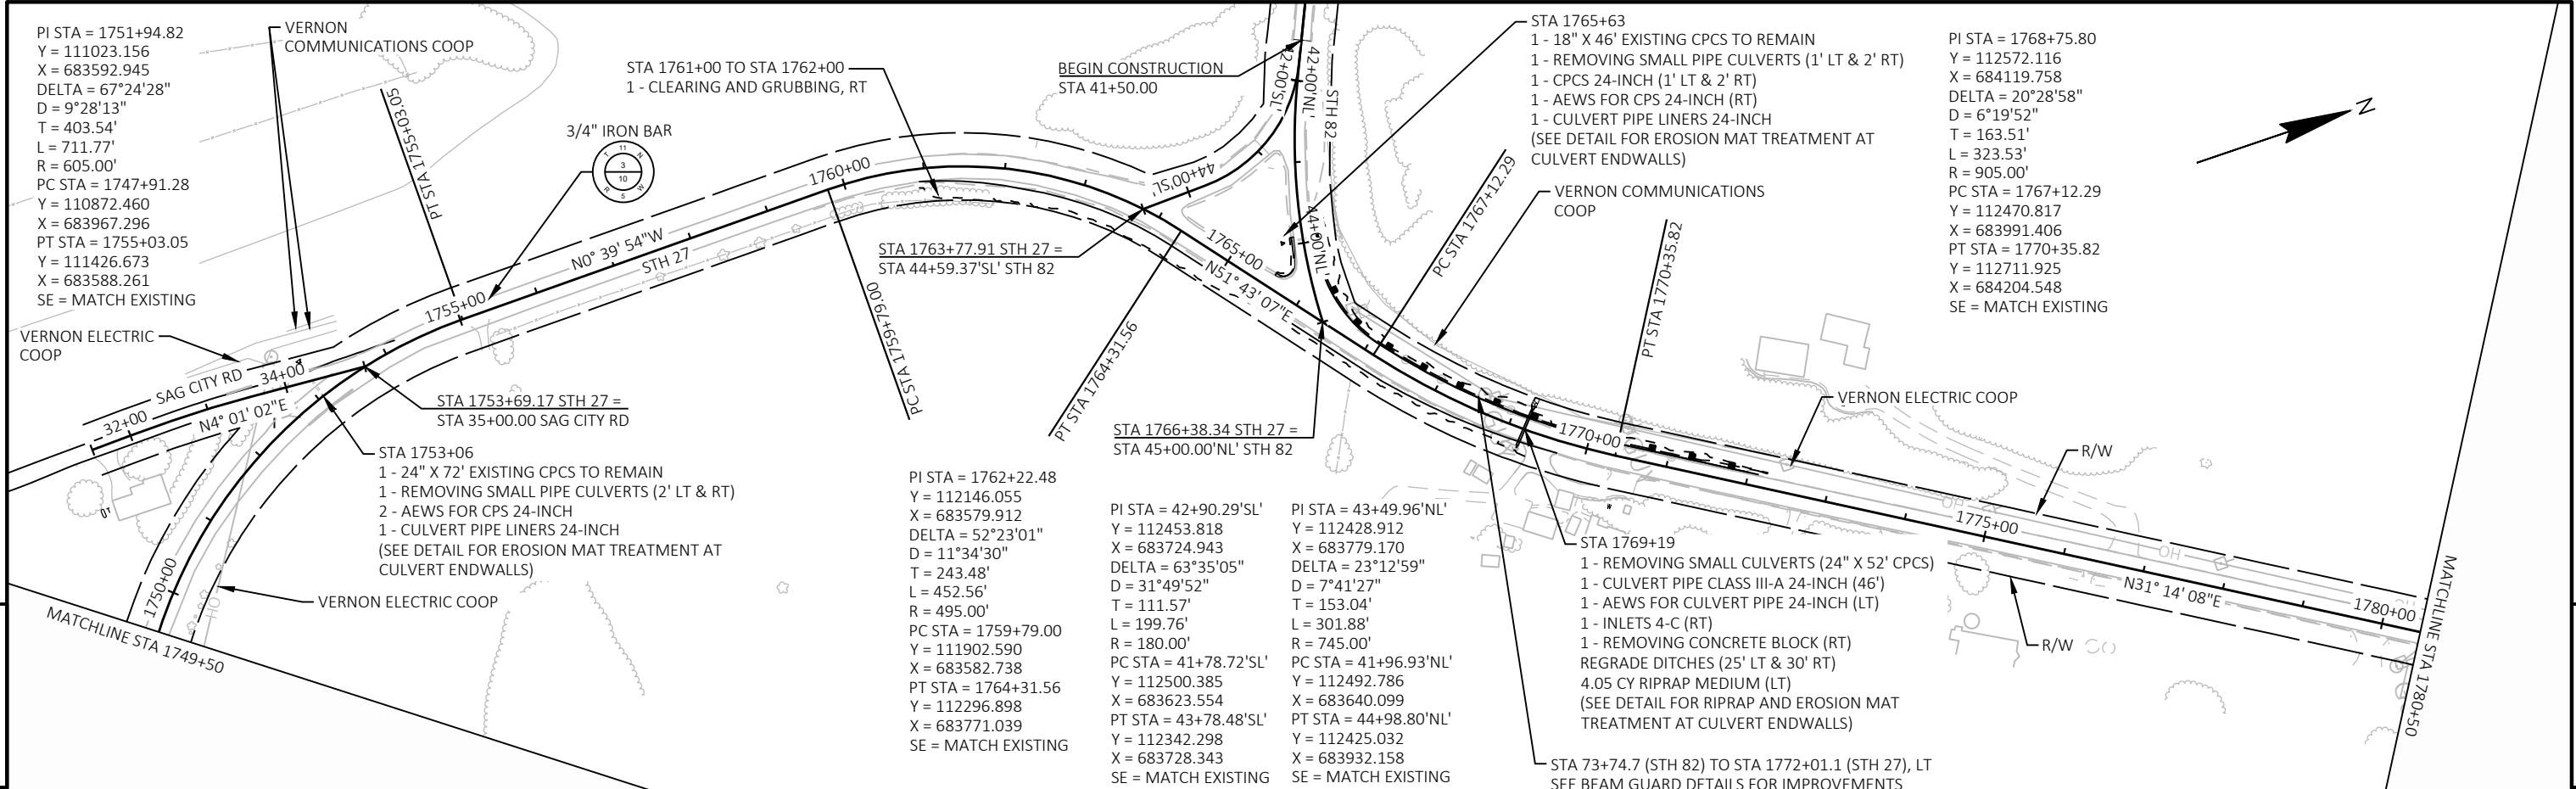 PI STA = 1751+94.82
Y = 111023.156
X = 683592.945
DELTA = 67°24'28"
D = 9°28'13"
T = 403.54'
L = 711.77'
R = 605.00'
PC STA = 1747+91.28
Y = 110872.460
X = 683967.296
PT STA = 1755+03.05
Y = 111426.673
X = 683588.261
SE = MATCH EXISTING
VERNON
COMMUNICATIONS COOP
VERNON ELECTRIC
COOP
PT STA 1755+03.05
3/4" IRON BAR
T 11 N
3
10
R 5 W
STA 1761+00 TO STA 1762+00
1 - CLEARING AND GRUBBING, RT
BEGIN CONSTRUCTION
STA 41+50.00
42+00'SL'
42+00'NL'
STH 82
44+00'SL'
44+00'NL'
STA 1765+63
1 - 18" X 46' EXISTING CPCS TO REMAIN
1 - REMOVING SMALL PIPE CULVERTS (1' LT & 2' RT)
1 - CPCS 24-INCH (1' LT & 2' RT)
1 - AEWS FOR CPS 24-INCH (RT)
1 - CULVERT PIPE LINERS 24-INCH
(SEE DETAIL FOR EROSION MAT TREATMENT AT
CULVERT ENDWALLS)
VERNON COMMUNICATIONS
COOP
PI STA = 1768+75.80
Y = 112572.116
X = 684119.758
DELTA = 20°28'58"
D = 6°19'52"
T = 163.51'
L = 323.53'
R = 905.00'
PC STA = 1767+12.29
Y = 112470.817
X = 683991.406
PT STA = 1770+35.82
Y = 112711.925
X = 684204.548
SE = MATCH EXISTING
N
SAG CITY RD
32+00
34+00
N4° 01' 02"E
1750+00
1755+00
N0° 39' 54"W
STH 27
1760+00
PC STA 1759+79.00
STA 1763+77.91 STH 27 =
STA 44+59.37'SL' STH 82
1765+00
N51° 43' 07"E
PT STA 1764+31.56
PC STA 1767+12.29
PT STA 1770+35.82
STA 1753+69.17 STH 27 =
STA 35+00.00 SAG CITY RD
STA 1753+06
1 - 24" X 72' EXISTING CPCS TO REMAIN
1 - REMOVING SMALL PIPE CULVERTS (2' LT & RT)
2 - AEWS FOR CPS 24-INCH
1 - CULVERT PIPE LINERS 24-INCH
(SEE DETAIL FOR EROSION MAT TREATMENT AT
CULVERT ENDWALLS)
VERNON ELECTRIC COOP
OH
MATCHLINE STA 1749+50
STA 1766+38.34 STH 27 =
STA 45+00.00'NL' STH 82
PI STA = 1762+22.48
Y = 112146.055
X = 683579.912
DELTA = 52°23'01"
D = 11°34'30"
T = 243.48'
L = 452.56'
R = 495.00'
PC STA = 1759+79.00
Y = 111902.590
X = 683582.738
PT STA = 1764+31.56
Y = 112296.898
X = 683771.039
SE = MATCH EXISTING
PI STA = 42+90.29'SL'
Y = 112453.818
X = 683724.943
DELTA = 63°35'05"
D = 31°49'52"
T = 111.57'
L = 199.76'
R = 180.00'
PC STA = 41+78.72'SL'
Y = 112500.385
X = 683623.554
PT STA = 43+78.48'SL'
Y = 112342.298
X = 683728.343
SE = MATCH EXISTING
PI STA = 43+49.96'NL'
Y = 112428.912
X = 683779.170
DELTA = 23°12'59"
D = 7°41'27"
T = 153.04'
L = 301.88'
R = 745.00'
PC STA = 41+96.93'NL'
Y = 112492.786
X = 683640.099
PT STA = 44+98.80'NL'
Y = 112425.032
X = 683932.158
SE = MATCH EXISTING
1770+00
VERNON ELECTRIC COOP
R/W
OH
1775+00
OH
N31° 14' 08"E
1780+00
R/W
STA 1769+19
1 - REMOVING SMALL CULVERTS (24" X 52' CPCS)
1 - CULVERT PIPE CLASS III-A 24-INCH (46')
1 - AEWS FOR CULVERT PIPE 24-INCH (LT)
1 - INLETS 4-C (RT)
1 - REMOVING CONCRETE BLOCK (RT)
REGRADE DITCHES (25' LT & 30' RT)
4.05 CY RIPRAP MEDIUM (LT)
(SEE DETAIL FOR RIPRAP AND EROSION MAT
TREATMENT AT CULVERT ENDWALLS)
STA 73+74.7 (STH 82) TO STA 1772+01.1 (STH 27), LT
SEE BEAM GUARD DETAILS FOR IMPROVEMENTS
MATCHLINE STA 1780+50